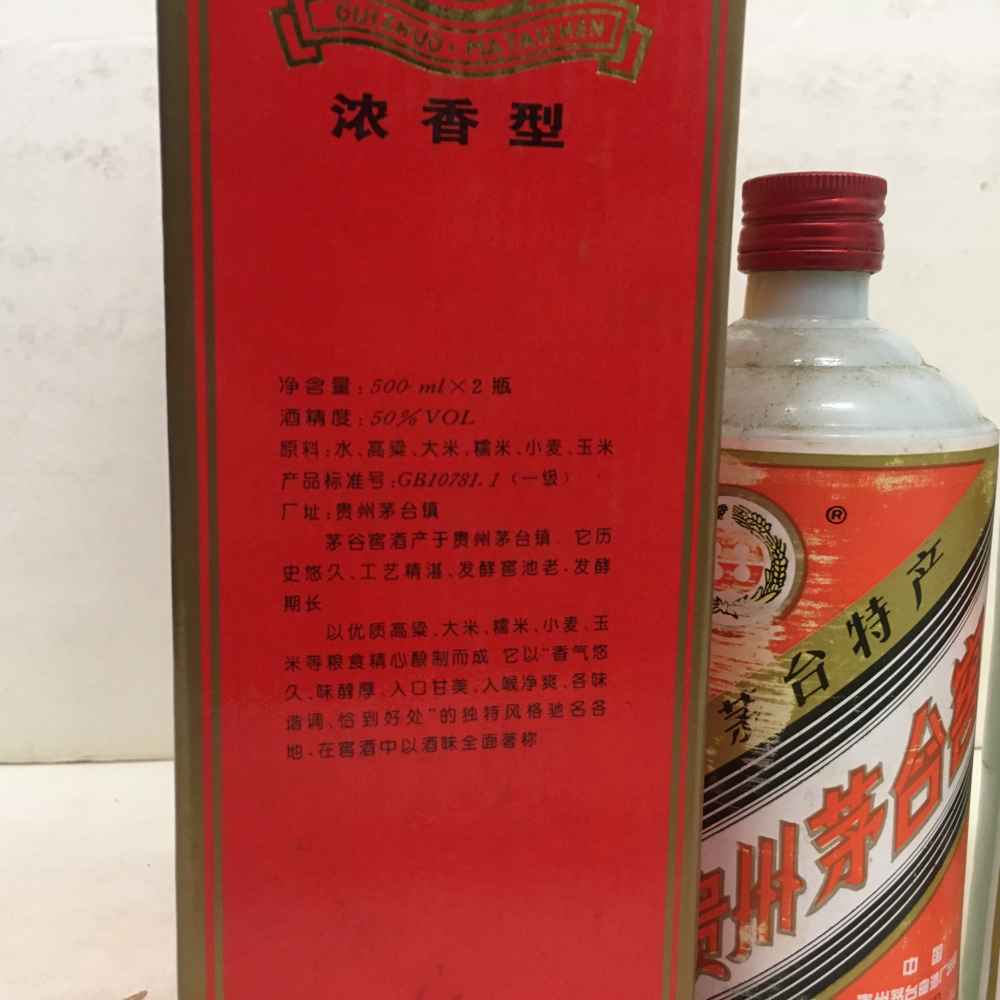 GUIZHUO · MATAIZHEN
浓香型
净含量:500 ml×2 瓶
酒精度:50%VOL
原料:水、高粱、大米、糯米、小麦、玉米
产品标准号:GB10781.1(一级)
厂址:贵州茅台镇
茅谷窖酒产于贵州茅台镺. 它历
史悠久、工艺精湛、发酵窖池老.发酵
期长
以优质高粱、大米、糯米、小麦、玉
米等粮食精心酿制而成 它以“香气悠
久、味醇厚、入口甘美、入喉净爽、各味
谐调、恰到好处”的独特风格驰名各
地.在窖酒中以酒味全面著称
®
茅台特产
贵州茅台窖
中国